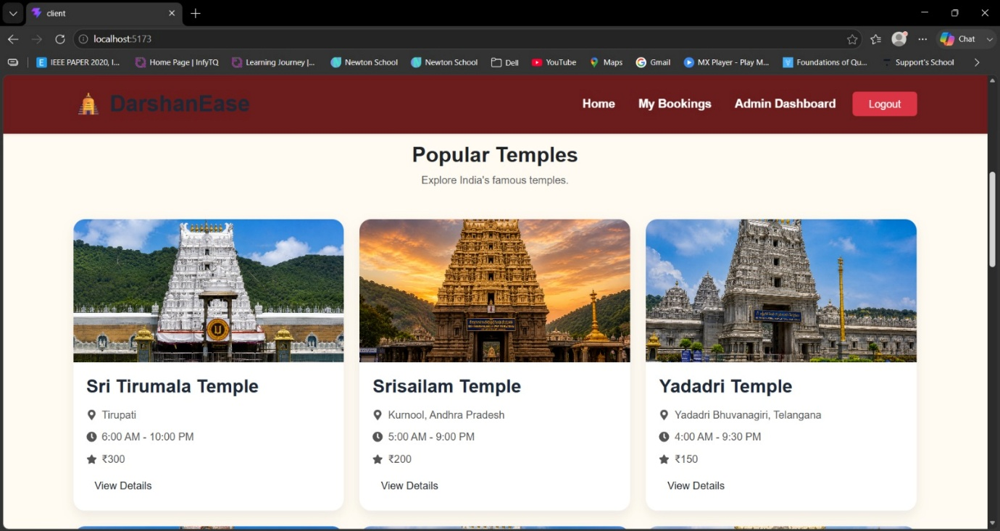 client
localhost:5173
Chat
IEEE PAPER 2020, I...
Home Page | InfyTQ
Learning Journey |...
Newton School
Newton School
Dell
YouTube
Maps
Gmail
MX Player - Play M...
Foundations of Qu...
Support's School
DarshanEase
Home
My Bookings
Admin Dashboard
Logout
Popular Temples
Explore India's famous temples.
Sri Tirumala Temple
Tirupati
6:00 AM - 10:00 PM
₹300
View Details
Srisailam Temple
Kurnool, Andhra Pradesh
5:00 AM - 9:00 PM
₹200
View Details
Yadadri Temple
Yadadri Bhuvanagiri, Telangana
4:00 AM - 9:30 PM
₹150
View Details